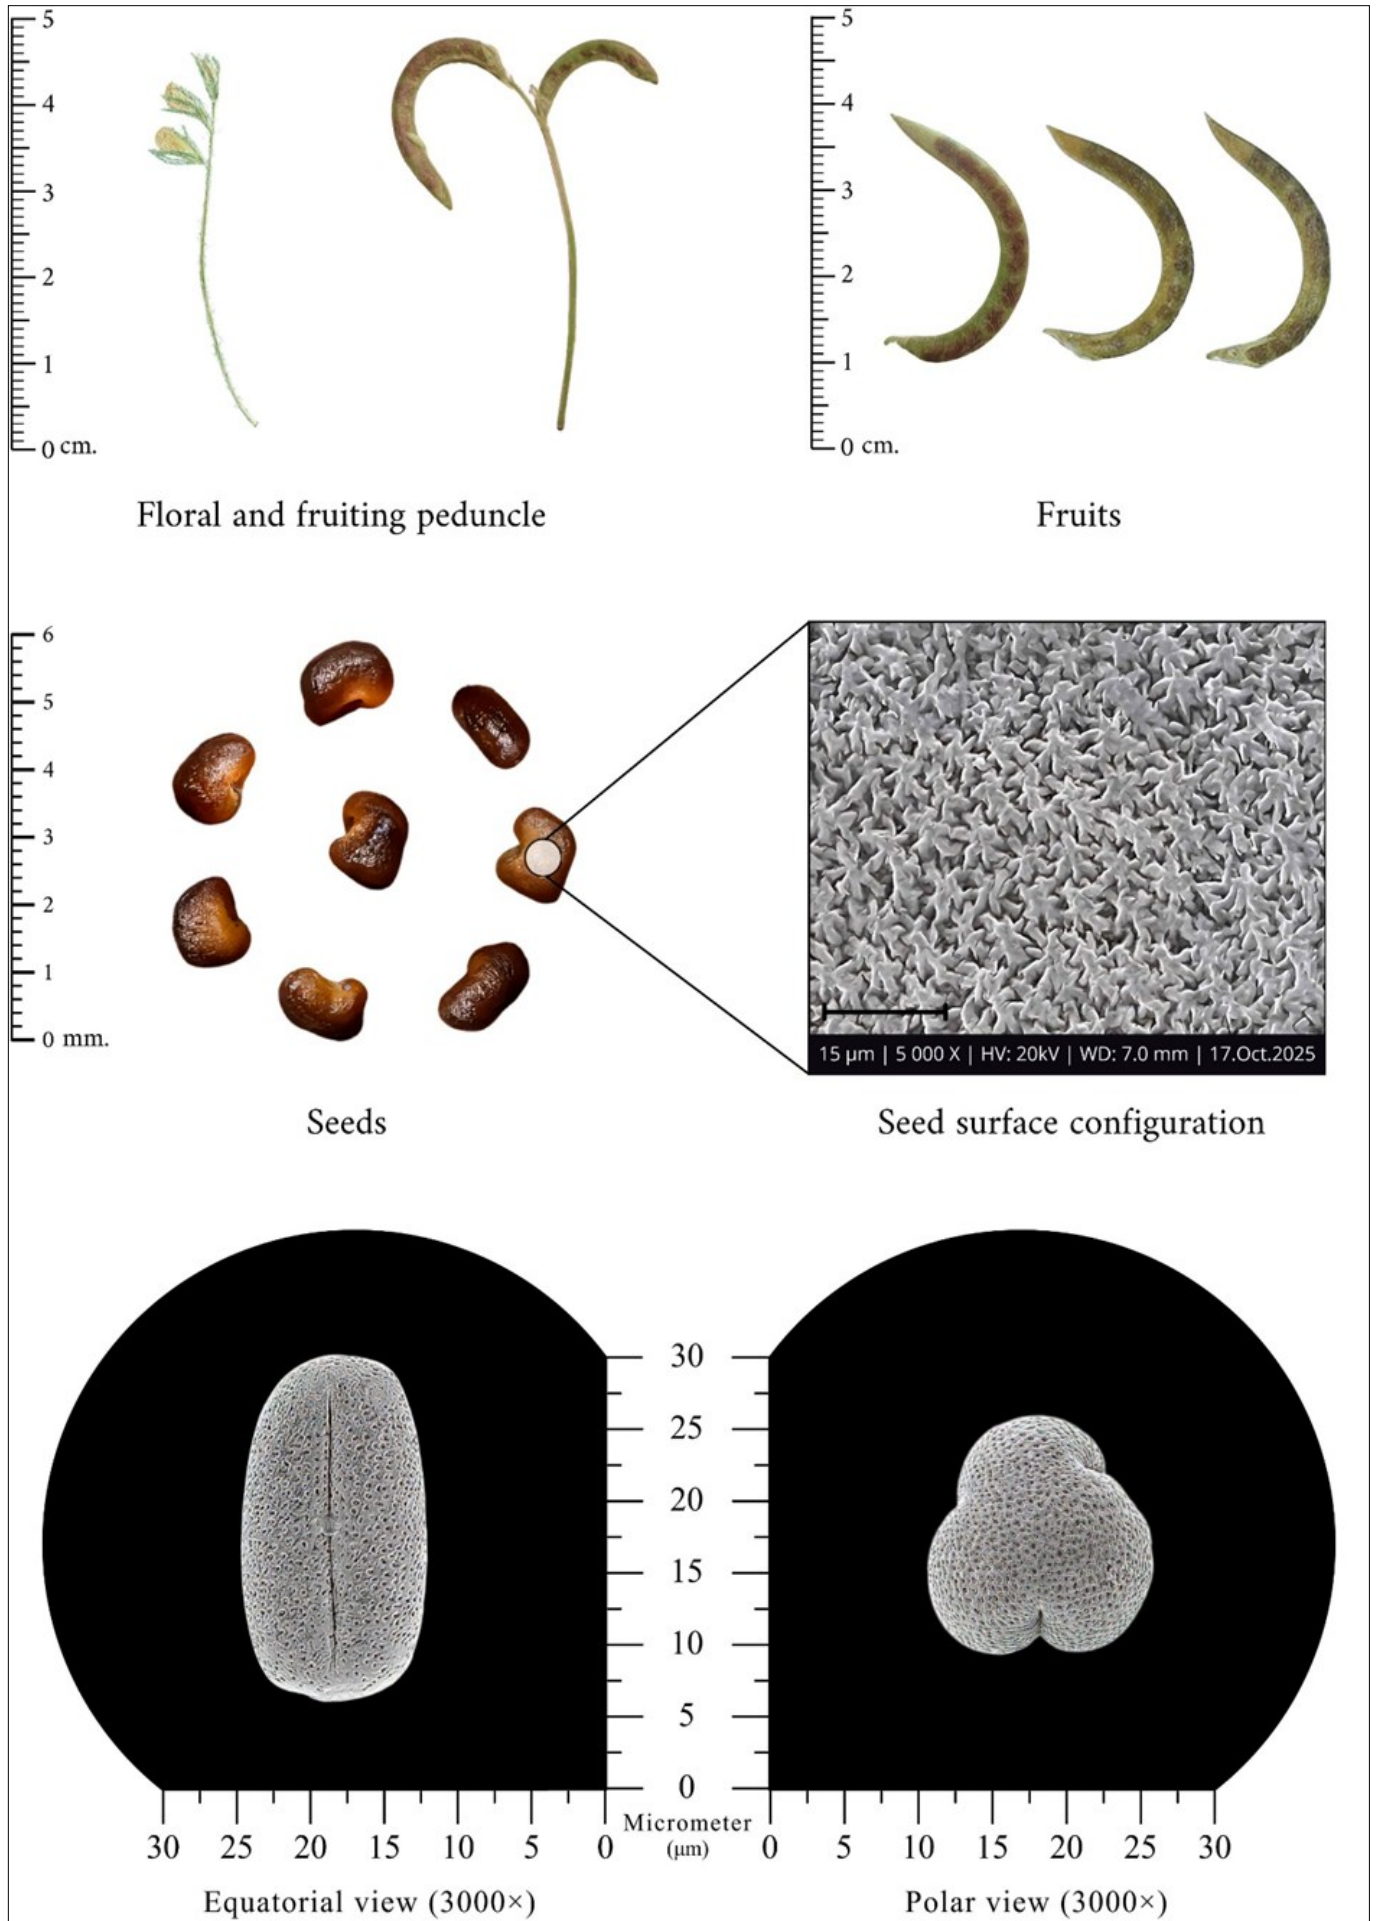 5
4
3
2
1
0 cm.
Floral and fruiting peduncle
5
4
3
2
1
0 cm.
Fruits
6
5
4
3
2
1
0 mm.
Seeds
15 µm | 5 000 X | HV: 20kV | WD: 7.0 mm | 17.Oct.2025
Seed surface configuration
30
25
20
15
10
5
0
Micrometer
(µm)
30 25 20 15 10 5 0
0 5 10 15 20 25 30
Equatorial view (3000×)
Polar view (3000×)